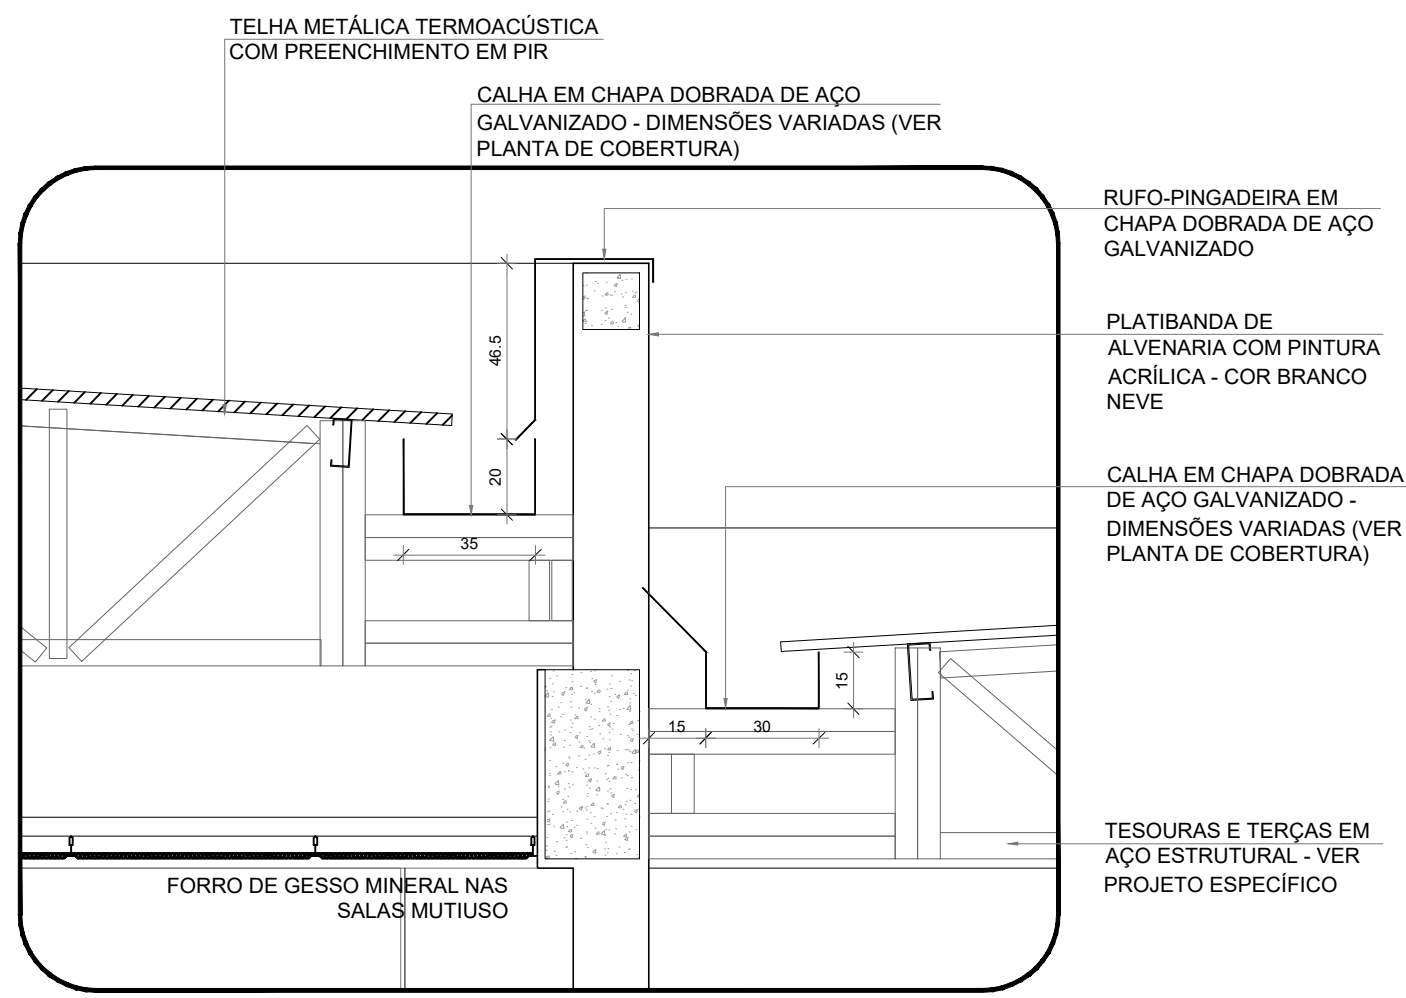 TELHA METÁLICA TERMOACÚSTICA
COM PREENCHIMENTO EM PIR
CALHA EM CHAPA DOBRADA DE AÇO
GALVANIZADO - DIMENSÕES VARIADAS (VER
PLANTA DE COBERTURA)
RUFO-PINGADEIRA EM
CHAPA DOBRADA DE AÇO
GALVANIZADO
PLATIBANDA DE
ALVENARIA COM PINTURA
ACRÍLICA - COR BRANCO
NEVE
46.5
20
35
CALHA EM CHAPA DOBRADA
DE AÇO GALVANIZADO -
DIMENSÕES VARIADAS (VER
PLANTA DE COBERTURA)
15
15
30
TESOURAS E TERÇAS EM
AÇO ESTRUTURAL - VER
PROJETO ESPECÍFICO
FORRO DE GESSO MINERAL NAS
SALAS MUTIUSO